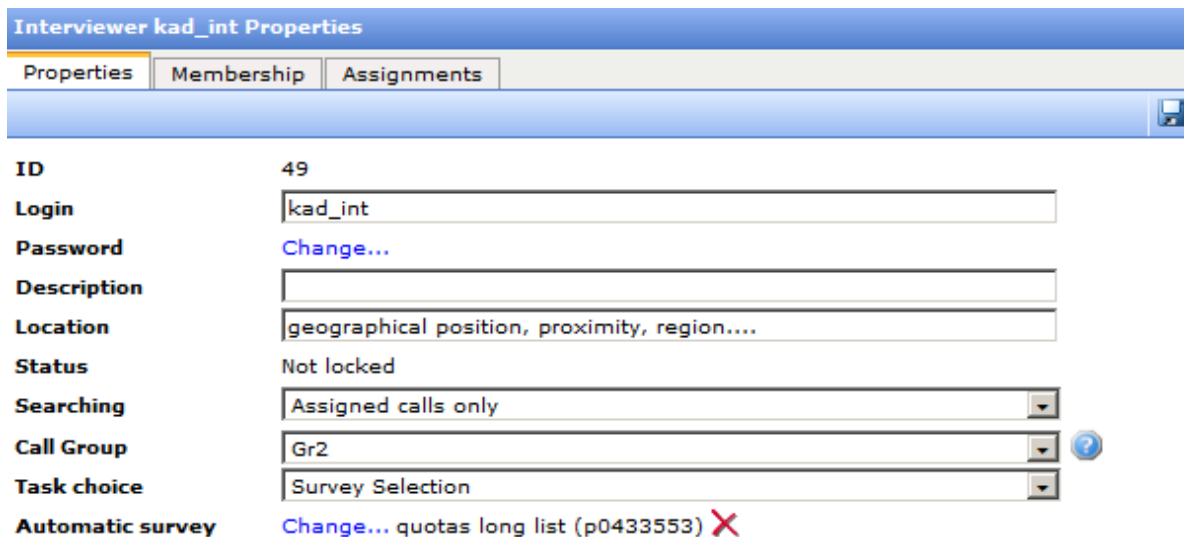 Interviewer kad_int Properties
Properties Membership Assignments
ID 49
Login kad_int
Password Change...
Description
Location geographical position, proximity, region....
Status Not locked
Searching Assigned calls only
Call Group Gr2 ?
Task choice Survey Selection
Automatic survey Change... quotas long list (p0433553)